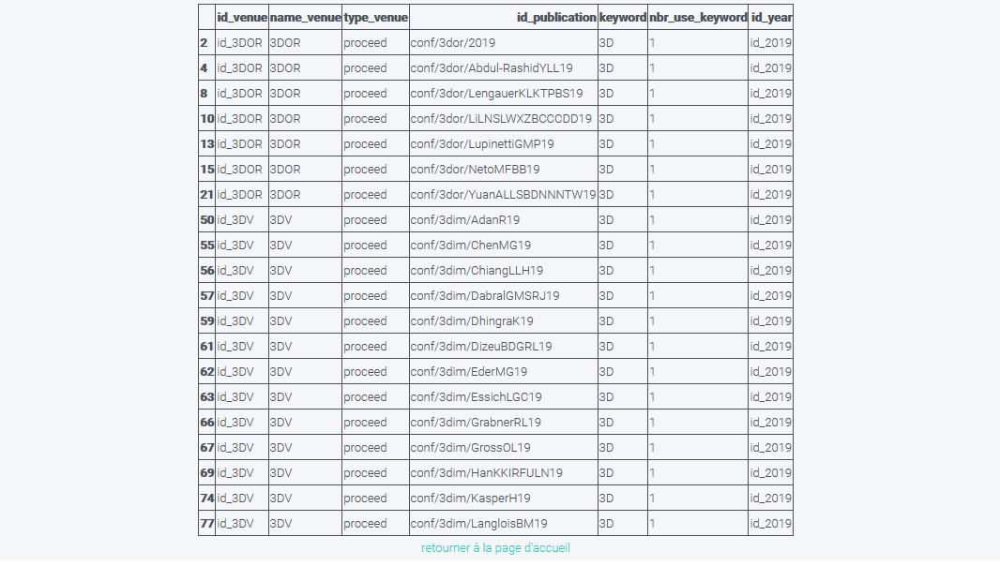 id_venue name_venue type_venue id_publication keyword nbr_use_keyword id_year
2 id_3DOR 3DOR proceed conf/3dor/2019 3D 1 id_2019
4 id_3DOR 3DOR proceed conf/3dor/Abdul-RashidYLL19 3D 1 id_2019
8 id_3DOR 3DOR proceed conf/3dor/LengauerKLKTPBS19 3D 1 id_2019
10 id_3DOR 3DOR proceed conf/3dor/LiLNSLWXZBCCCDD19 3D 1 id_2019
13 id_3DOR 3DOR proceed conf/3dor/LupinettiGMP19 3D 1 id_2019
15 id_3DOR 3DOR proceed conf/3dor/NetoMFBB19 3D 1 id_2019
21 id_3DOR 3DOR proceed conf/3dor/YuanALLSBDNNNTW19 3D 1 id_2019
50 id_3DV 3DV proceed conf/3dim/AdanR19 3D 1 id_2019
55 id_3DV 3DV proceed conf/3dim/ChenMG19 3D 1 id_2019
56 id_3DV 3DV proceed conf/3dim/ChiangLLH19 3D 1 id_2019
57 id_3DV 3DV proceed conf/3dim/DabralGMSRJ19 3D 1 id_2019
59 id_3DV 3DV proceed conf/3dim/DhingraK19 3D 1 id_2019
61 id_3DV 3DV proceed conf/3dim/DizeuBDGRL19 3D 1 id_2019
62 id_3DV 3DV proceed conf/3dim/EderMG19 3D 1 id_2019
63 id_3DV 3DV proceed conf/3dim/EssichLGC19 3D 1 id_2019
66 id_3DV 3DV proceed conf/3dim/GrabnerRL19 3D 1 id_2019
67 id_3DV 3DV proceed conf/3dim/GrossOL19 3D 1 id_2019
69 id_3DV 3DV proceed conf/3dim/HanKKIRFULN19 3D 1 id_2019
74 id_3DV 3DV proceed conf/3dim/KasperH19 3D 1 id_2019
77 id_3DV 3DV proceed conf/3dim/LangloisBM19 3D 1 id_2019
retourner à la page d'accueil